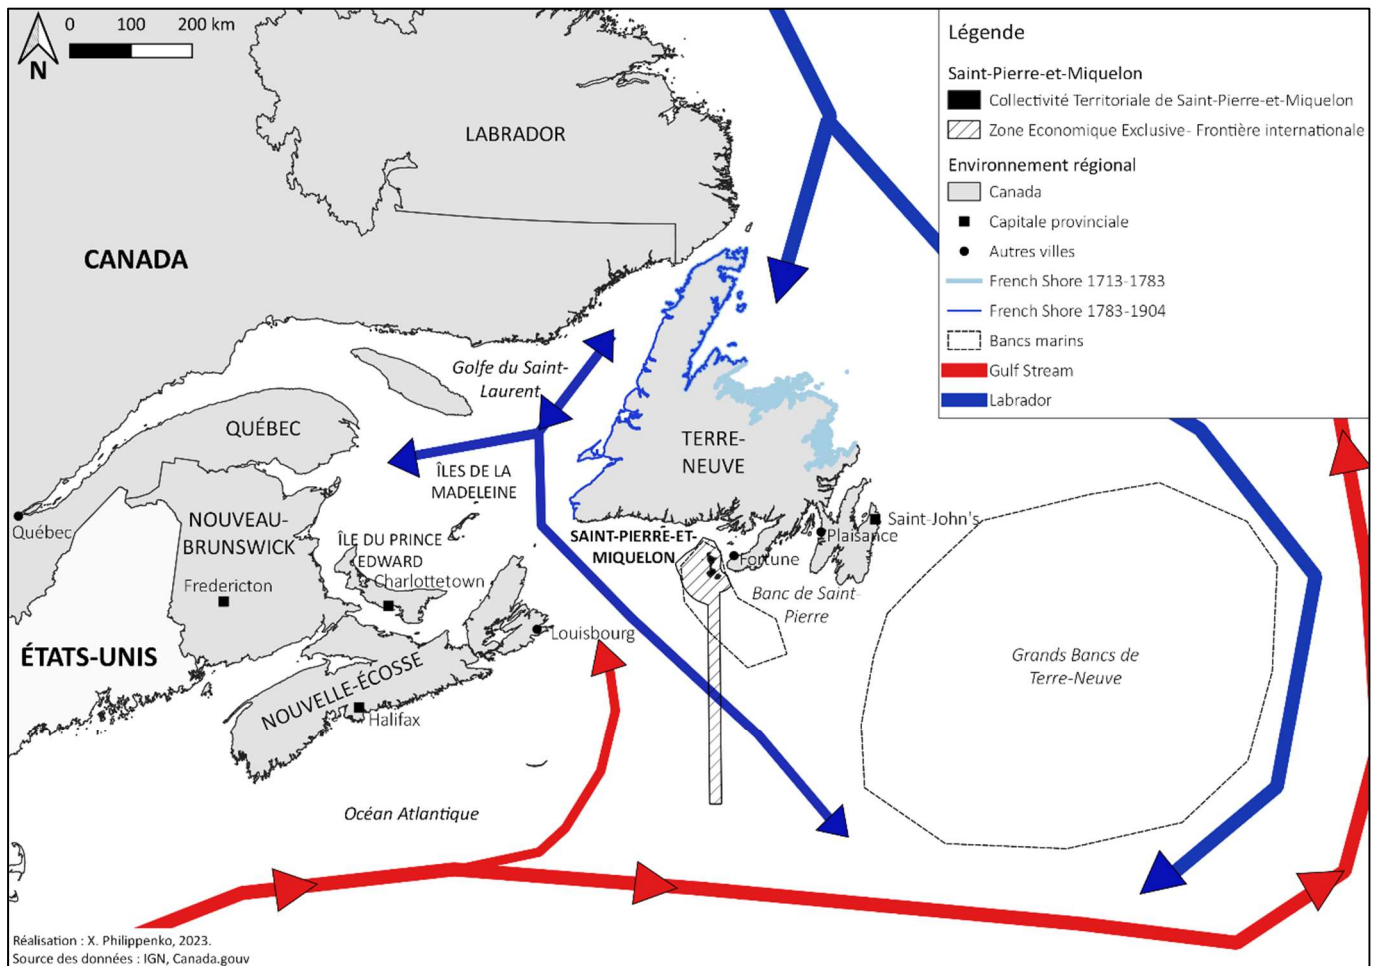 0 100 200 km
N
Légende
Saint-Pierre-et-Miquelon
Collectivité Territoriale de Saint-Pierre-et-Miquelon
Zone Economique Exclusive- Frontière internationale
Environnement régional
Canada
Capitale provinciale
Autres villes
French Shore 1713-1783
French Shore 1783-1904
Bancs marins
Gulf Stream
Labrador
LABRADOR
CANADA
Golfe du Saint-
Laurent
QUÉBEC
TERRE-
NEUVE
ÎLES DE LA
MADELEINE
Québec
NOUVEAU-
BRUNSWICK
ÎLE DU PRINCE
EDWARD
Charlottetown
Fredericton
SAINT-PIERRE-ET-
MIQUELON
Fortune
Plaisance
Saint-John's
Banc de Saint-
Pierre
Louisbourg
ÉTATS-UNIS
NOUVELLE-ÉCOSSE
Halifax
Grands Bancs de
Terre-Neuve
Océan Atlantique
Réalisation : X. Philippenko, 2023.
Source des données : IGN, Canada.gouv